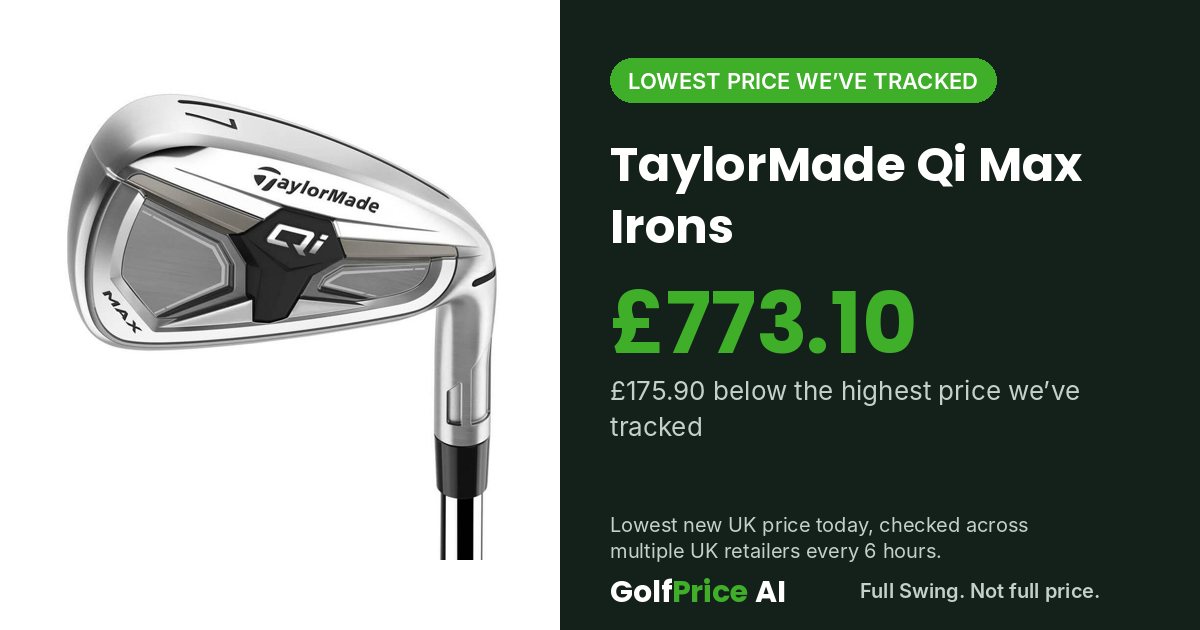 7
TaylorMade
Qi
MAX
LOWEST PRICE WE’VE TRACKED
TaylorMade Qi Max
Irons
£773.10
£175.90 below the highest price we’ve
tracked
Lowest new UK price today, checked across
multiple UK retailers every 6 hours.
GolfPrice AI
Full Swing. Not full price.